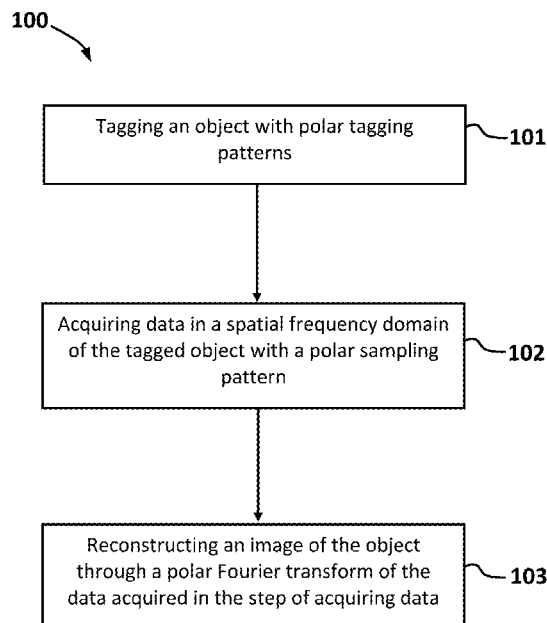 100
Tagging an object with polar tagging
patterns
101
Acquiring data in a spatial frequency domain
of the tagged object with a polar sampling
pattern
102
Reconstructing an image of the object
through a polar Fourier transform of the
data acquired in the step of acquiring data
103